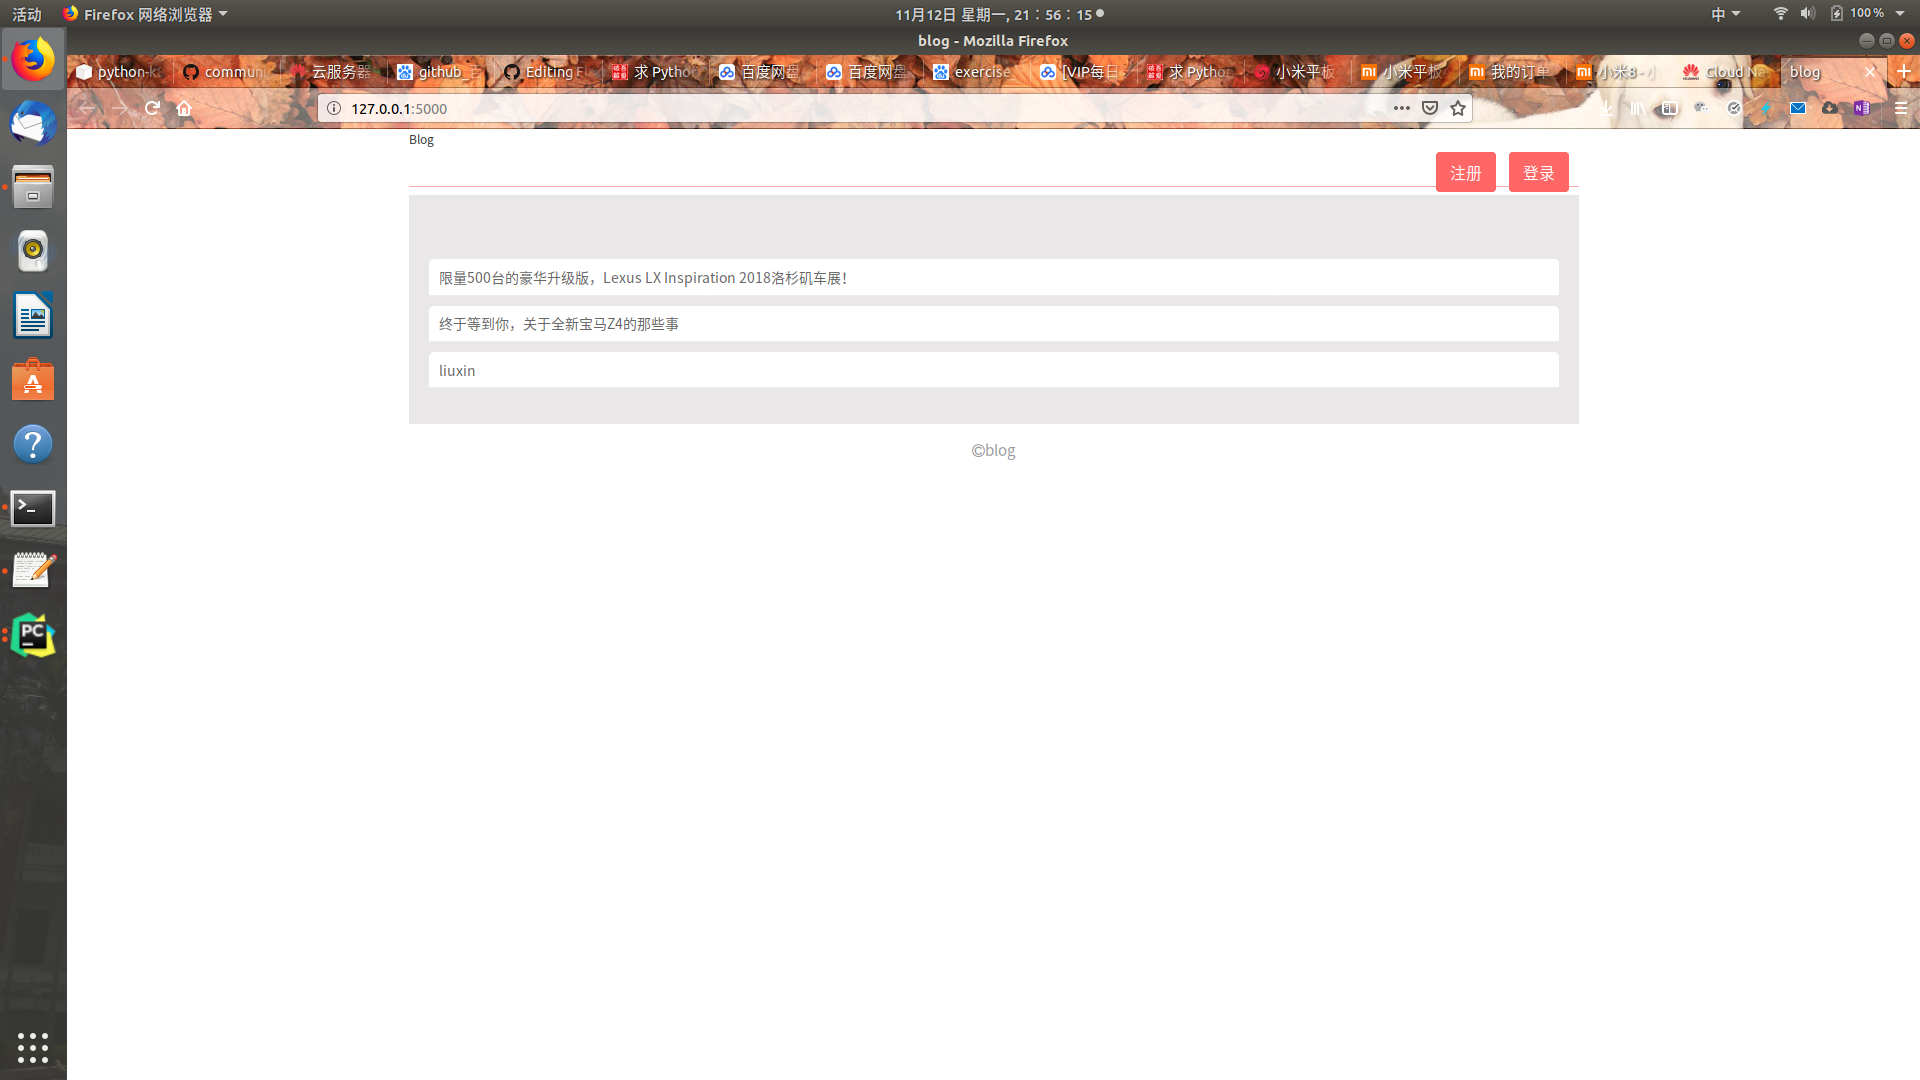 活动 Firefox 网络浏览器 11月12日 星期一, 21:56:15 中 100%
blog - Mozilla Firefox
python-k 云服务器 github_ Editing F 求 Pytho 百度网盘 百度网盘 exercise [VIP每日 求 Pytho 小米平板 小米平板 我的订单 小米8 - 小 Cloud Na blog
127.0.0.1:5000
Blog
注册 登录
限量500台的豪华升级版，Lexus LX Inspiration 2018洛杉矶车展！
终于等到你，关于全新宝马Z4的那些事
liuxin
©blog